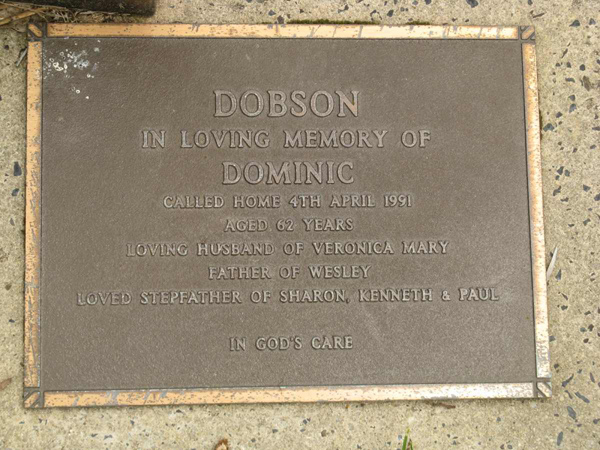 DOBSON
IN LOVING MEMORY OF
DOMINIC
CALLED HOME 4TH APRIL 1991
AGED 62 YEARS
LOVING HUSBAND OF VERONICA MARY
FATHER OF WESLEY
LOVED STEPFATHER OF SHARON, KENNETH & PAUL
IN GOD'S CARE